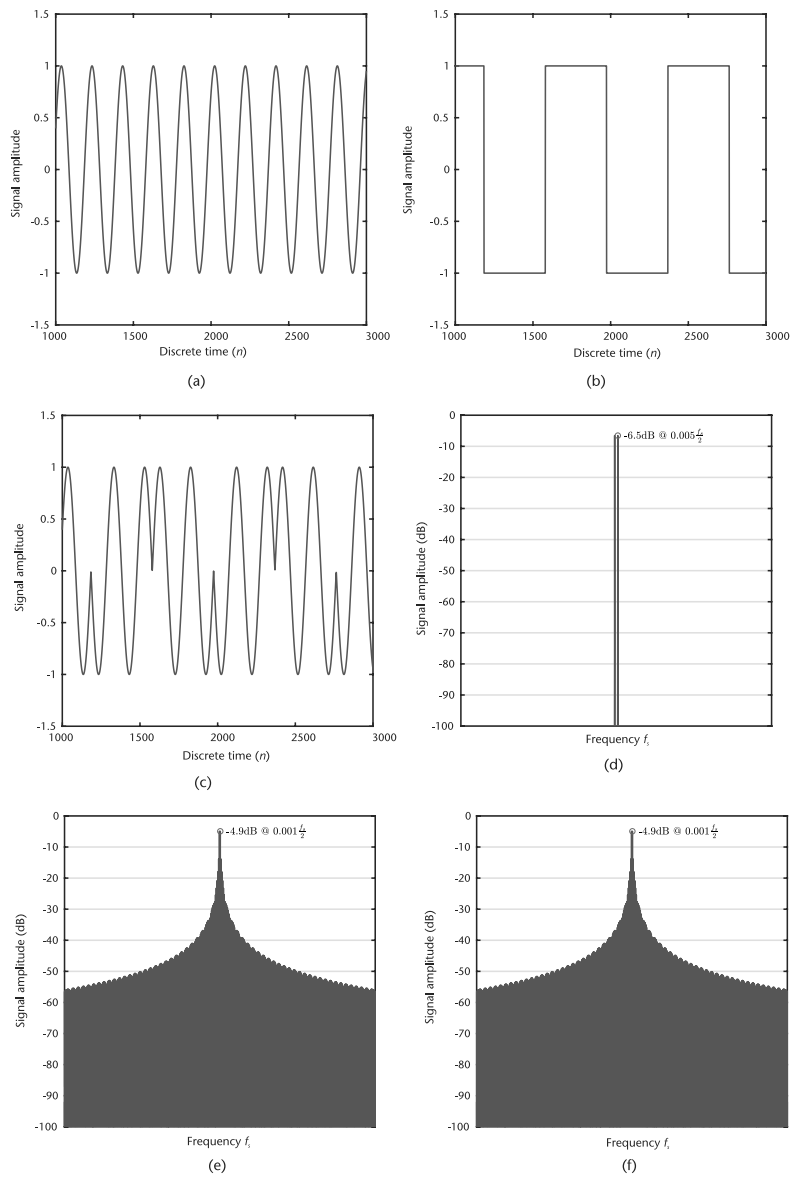 1.5
1
0.5
0
-0.5
-1
-1.5
Signal amplitude
1000 1500 2000 2500 3000
Discrete time (n)
(a)
1.5
1
0.5
0
-0.5
-1
-1.5
Signal amplitude
1000 1500 2000 2500 3000
Discrete time (n)
(b)
1.5
1
0.5
0
-0.5
-1
-1.5
Signal amplitude
1000 1500 2000 2500 3000
Discrete time (n)
(c)
0
-10
-20
-30
-40
-50
-60
-70
-80
-90
-100
Signal amplitude (dB)
-6.5dB @ 0.005 fs/2
Frequency fs
(d)
0
-10
-20
-30
-40
-50
-60
-70
-80
-90
-100
Signal amplitude (dB)
-4.9dB @ 0.001 fs/2
Frequency fs
(e)
0
-10
-20
-30
-40
-50
-60
-70
-80
-90
-100
Signal amplitude (dB)
-4.9dB @ 0.001 fs/2
Frequency fs
(f)